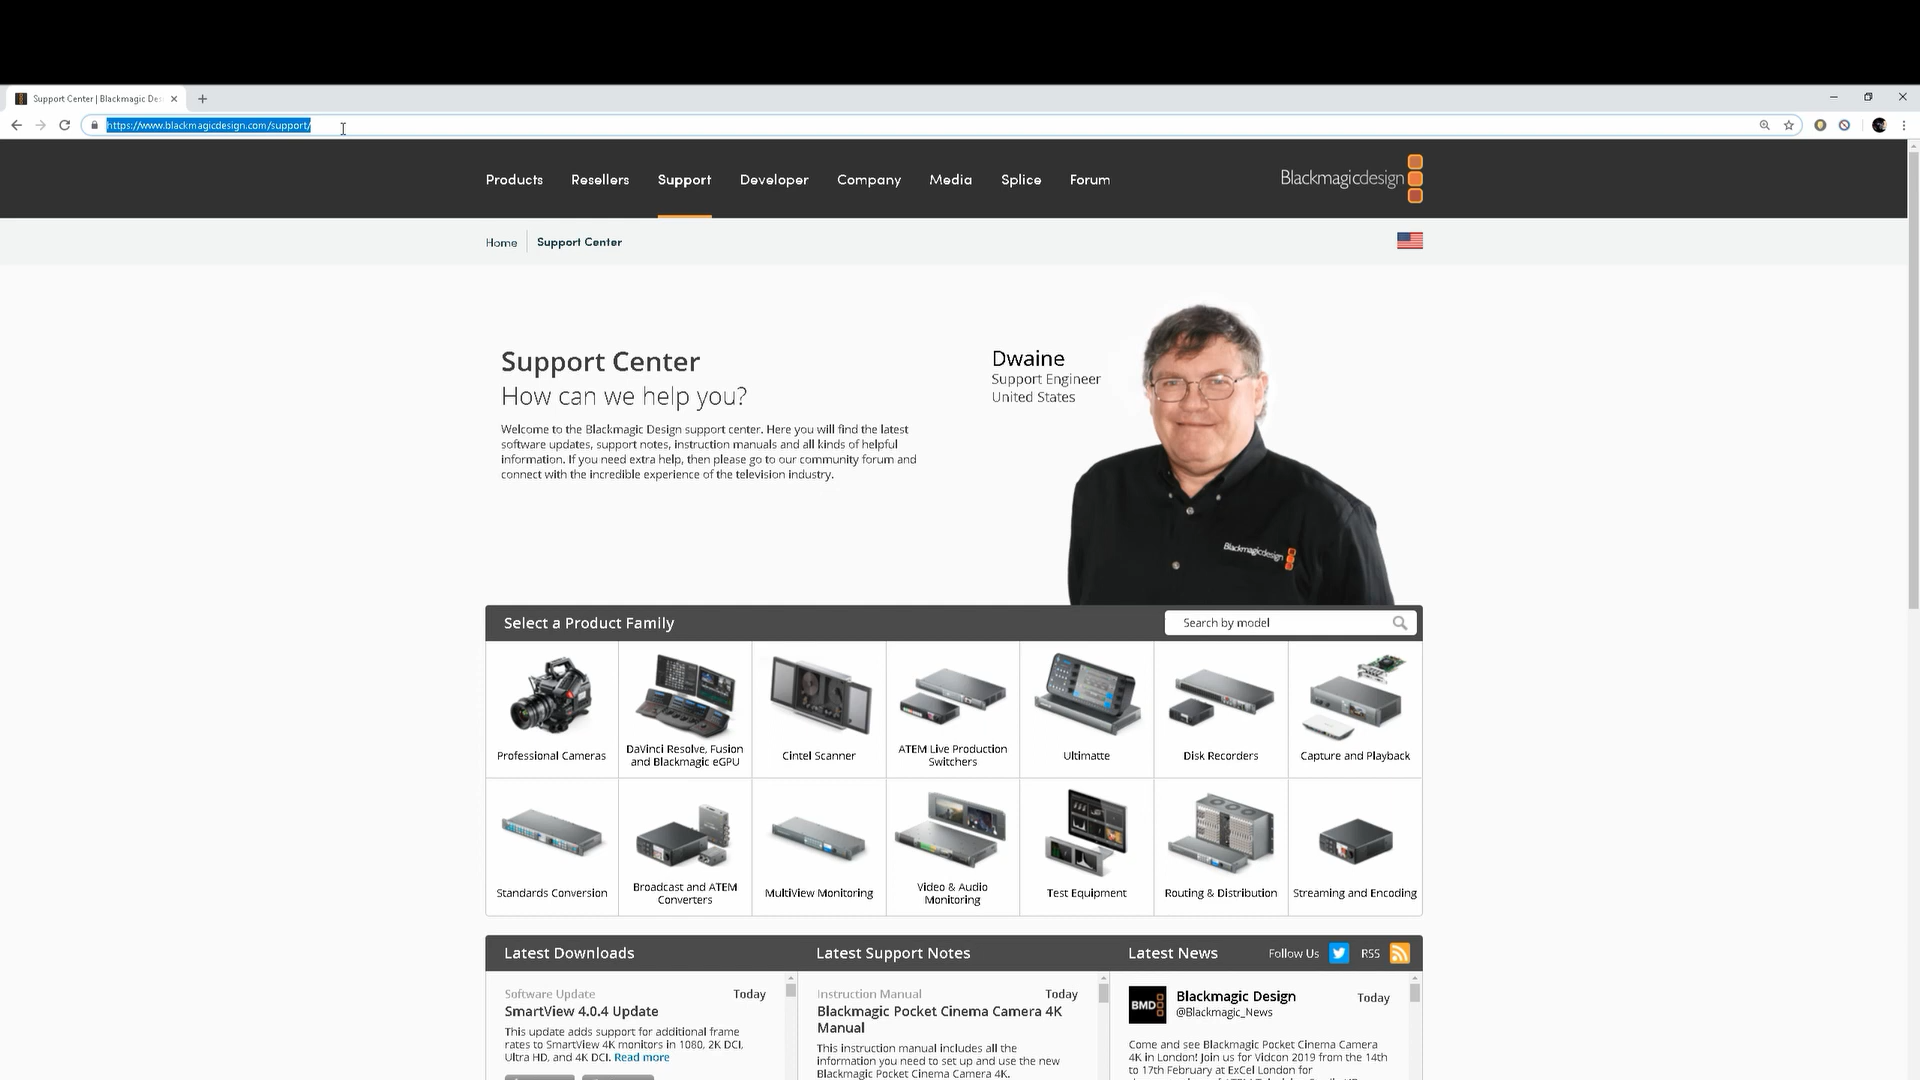 Support Center | Blackmagic Des
https://www.blackmagicdesign.com/support/
Products Resellers Support Developer Company Media Splice Forum
Blackmagicdesign
Home Support Center
Support Center
How can we help you?
Welcome to the Blackmagic Design support center. Here you will find the latest
software updates, support notes, instruction manuals and all kinds of helpful
information. If you need extra help, then please go to our community forum and
connect with the incredible experience of the television industry.
Dwaine
Support Engineer
United States
Blackmagicdesign
Select a Product Family
Search by model
Professional Cameras
DaVinci Resolve, Fusion
and Blackmagic eGPU
Cintel Scanner
ATEM Live Production
Switchers
Ultimatte
Disk Recorders
Capture and Playback
Standards Conversion
Broadcast and ATEM
Converters
MultiView Monitoring
Video & Audio
Monitoring
Test Equipment
Routing & Distribution
Streaming and Encoding
Latest Downloads
Software Update Today
SmartView 4.0.4 Update
This update adds support for additional frame
rates to SmartView 4K monitors in 1080, 2K DCI,
Ultra HD, and 4K DCI. Read more
Latest Support Notes
Instruction Manual Today
Blackmagic Pocket Cinema Camera 4K
Manual
This instruction manual includes all the
information you need to set up and use the new
Blackmagic Pocket Cinema Camera 4K.
Latest News Follow Us RSS
BMD
Blackmagic Design Today
@Blackmagic_News
Come and see Blackmagic Pocket Cinema Camera
4K in London! Join us for Vidcon 2019 from the 14th
to 17th February at ExCel London for